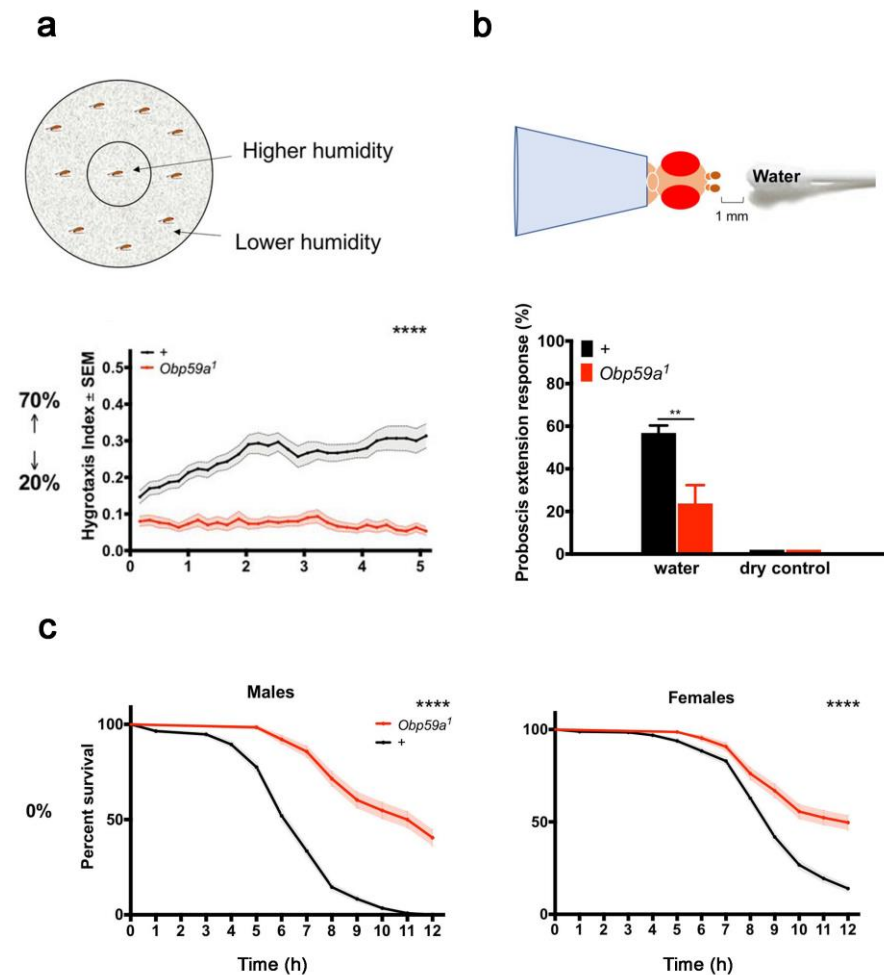 a
Higher humidity
Lower humidity
Hygrotaxis Index ± SEM
70%
20%
****
+
Obp59a¹
0.5
0.4
0.3
0.2
0.1
0.0
0 1 2 3 4 5
b
Water
1 mm
Proboscis extension response (%)
100
80
60
40
20
0
+
Obp59a¹
**
water dry control
c
0%
Males
****
Obp59a¹
+
Percent survival
100
50
0
0 1 2 3 4 5 6 7 8 9 10 11 12
Time (h)
Females
****
100
50
0
0 1 2 3 4 5 6 7 8 9 10 11 12
Time (h)